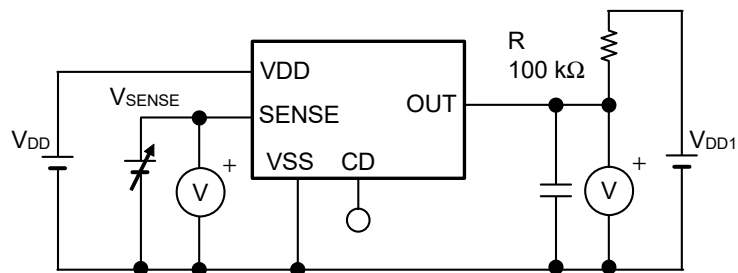 R
100 kΩ
VDD
VSENSE
SENSE
OUT
VDD
VDD1
VSS CD
+
V
+
V